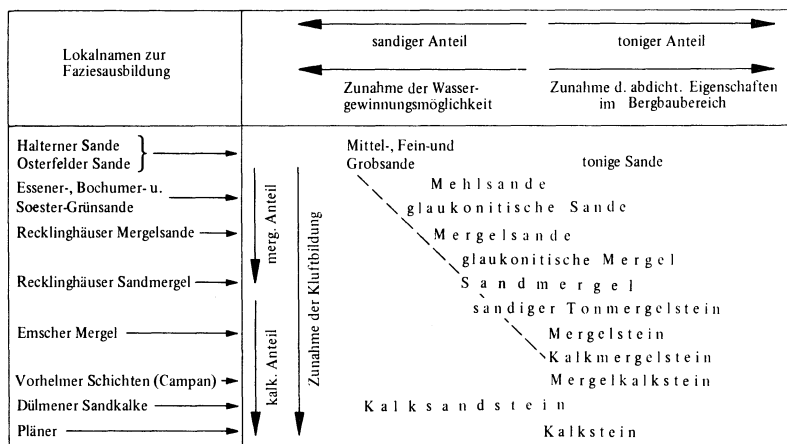 Lokalnamen zur
Faziesausbildung
sandiger Anteil
toniger Anteil
Zunahme der Wasser-
gewinnungsmöglichkeit
Zunahme d. abdicht. Eigenschaften
im Bergbaubereich
Halterner Sande
Osterfelder Sande
Essener-, Bochumer- u.
Soester-Grünsande
Recklinghäuser Mergelsande
Recklinghäuser Sandmergel
Emscher Mergel
Vorhelmer Schichten (Campan)
Dülmener Sandkalke
Pläner
merg. Anteil
kalk. Anteil
Zunahme der Kluftbildung
Mittel-, Fein-und
Grobsande
tonige Sande
Mehlsande
glaukonitische Sande
Mergelsande
glaukonitische Mergel
Sandmergel
sandiger Tonmergelstein
Mergelstein
Kalkmergelstein
Mergelkalkstein
Kalksandstein
Kalkstein